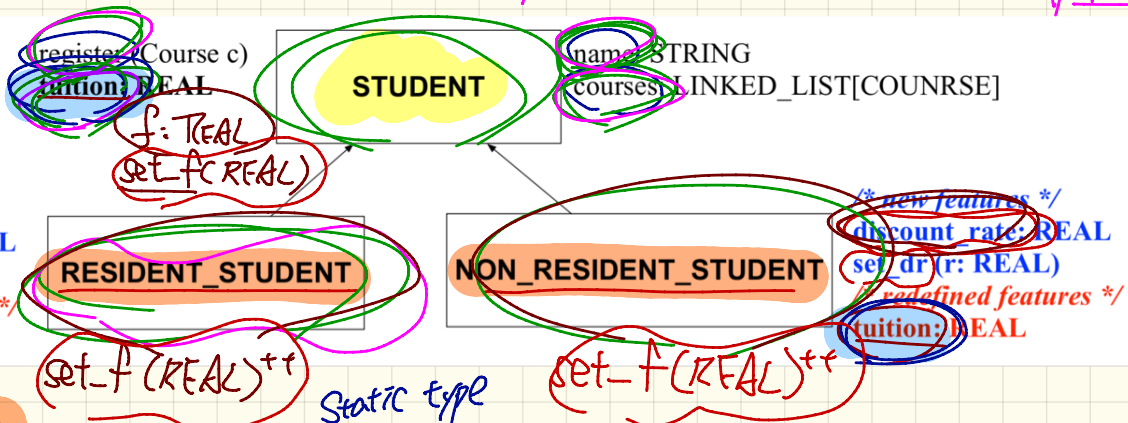 register (Course c)
tuition: REAL
f: REAL
set_f(REAL)
STUDENT
name: STRING
courses: LINKED_LIST[COUNRSE]
L
*/
RESIDENT_STUDENT
NON_RESIDENT_STUDENT
/* new features */
discount_rate: REAL
set_dr (r: REAL)
/* redefined features */
tuition: REAL
set_f(REAL)++
set_f(REAL)++
Static type